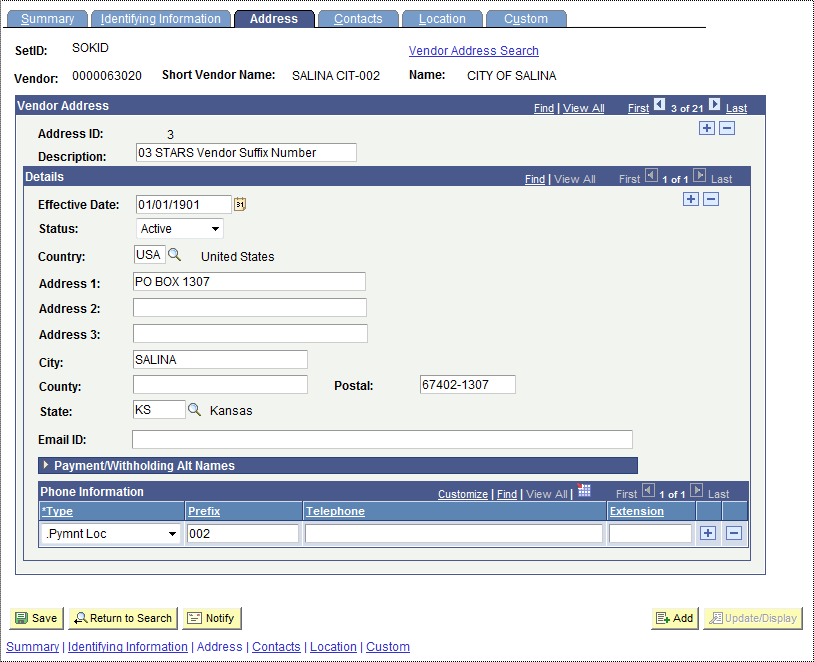 Summary Identifying Information Address Contacts Location Custom
SetID: SOKID Vendor Address Search
Vendor: 0000063020 Short Vendor Name: SALINA CIT-002 Name: CITY OF SALINA
Vendor Address Find | View All First 3 of 21 Last
Address ID: 3
Description: 03 STARS Vendor Suffix Number
Details Find | View All First 1 of 1 Last
Effective Date: 01/01/1901 31
Status: Active
Country: USA United States
Address 1: PO BOX 1307
Address 2:
Address 3:
City: SALINA
County: Postal: 67402-1307
State: KS Kansas
Email ID:
Payment/Withholding Alt Names
Phone Information Customize | Find | View All | First 1 of 1 Last
*Type Prefix Telephone Extension
.Pymnt Loc 002
Save Return to Search Notify Add Update/Display
Summary | Identifying Information | Address | Contacts | Location | Custom